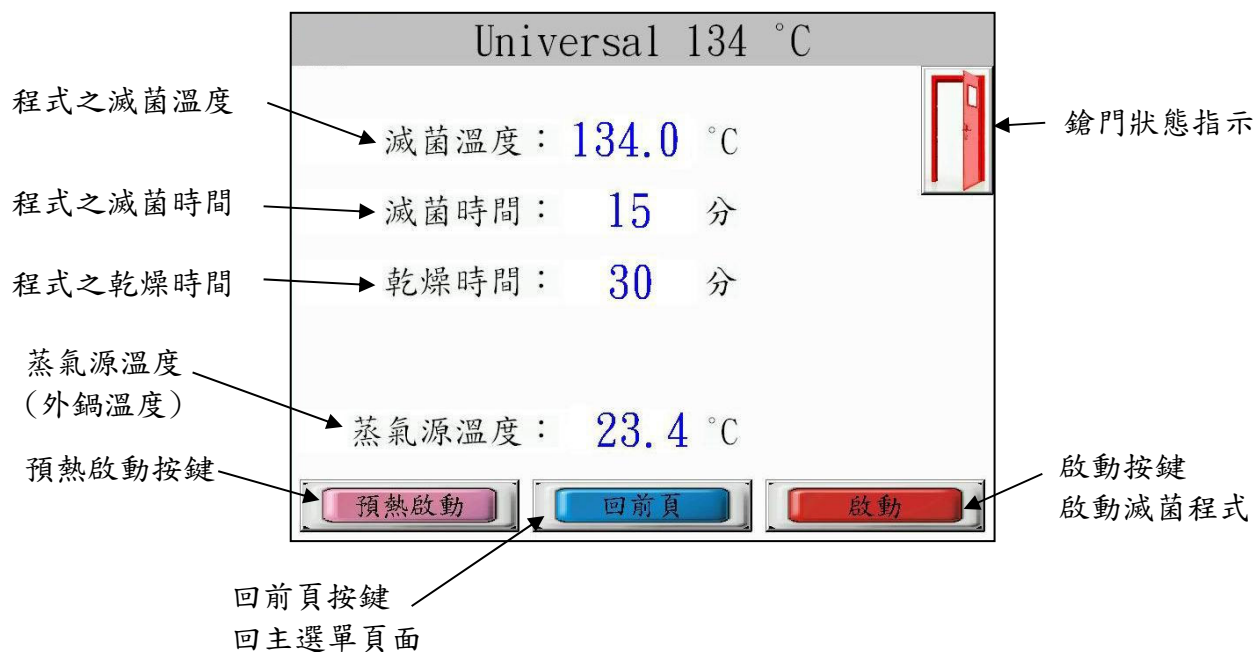 Universal 134 °C
程式之滅菌溫度
滅菌溫度： 134.0 °C
鎗門狀態指示
程式之滅菌時間
滅菌時間： 15 分
程式之乾燥時間
乾燥時間： 30 分
蒸氣源溫度
(外鍋溫度)
蒸氣源溫度： 23.4 °C
預熱啟動按鍵
預熱啟動
回前頁
啟動
啟動按鍵
啟動滅菌程式
回前頁按鍵
回主選單頁面